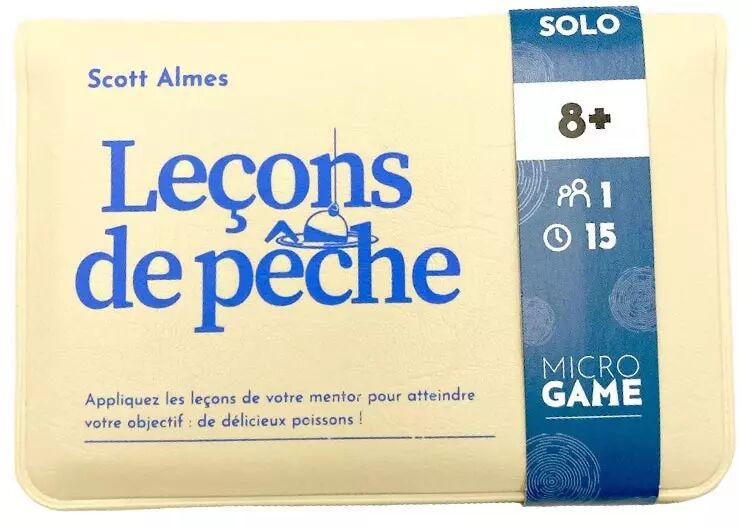 Scott Almes
Leçons
de pêche
Appliquez les leçons de votre mentor pour atteindre
votre objectif : de délicieux poissons !
SOLO
8+
1
15
MICRO
GAME